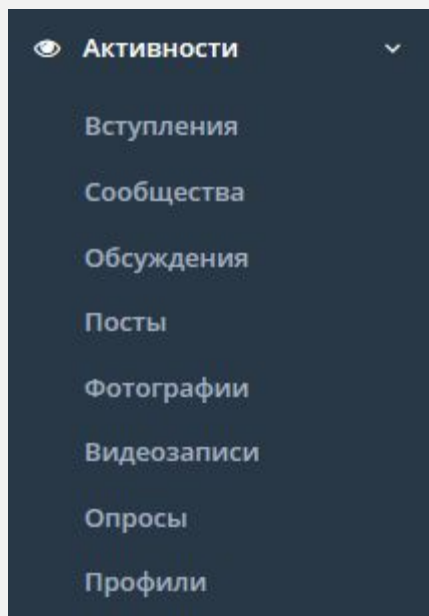 Активности
Вступления
Сообщества
Обсуждения
Посты
Фотографии
Видеозаписи
Опросы
Профили